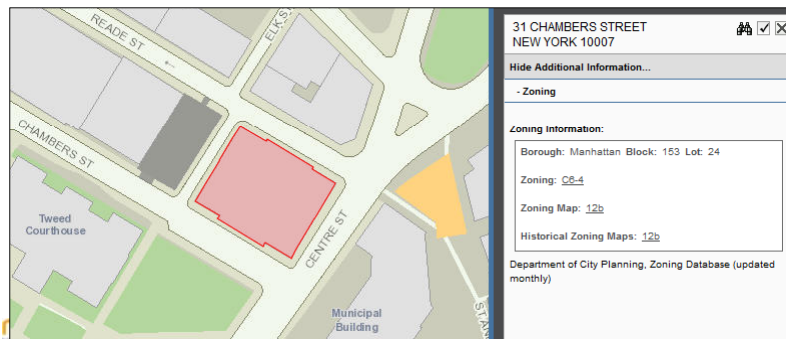 READE ST
←
ELK S
CHAMBERS ST
CENTRE ST
Tweed
Courthouse
Municipal
Building
ST AN
31 CHAMBERS STREET
NEW YORK 10007
Hide Additional Information...
- Zoning
Zoning Information:
Borough: Manhattan Block: 153 Lot: 24
Zoning: C6-4
Zoning Map: 12b
Historical Zoning Maps: 12b
Department of City Planning, Zoning Database (updated
monthly)